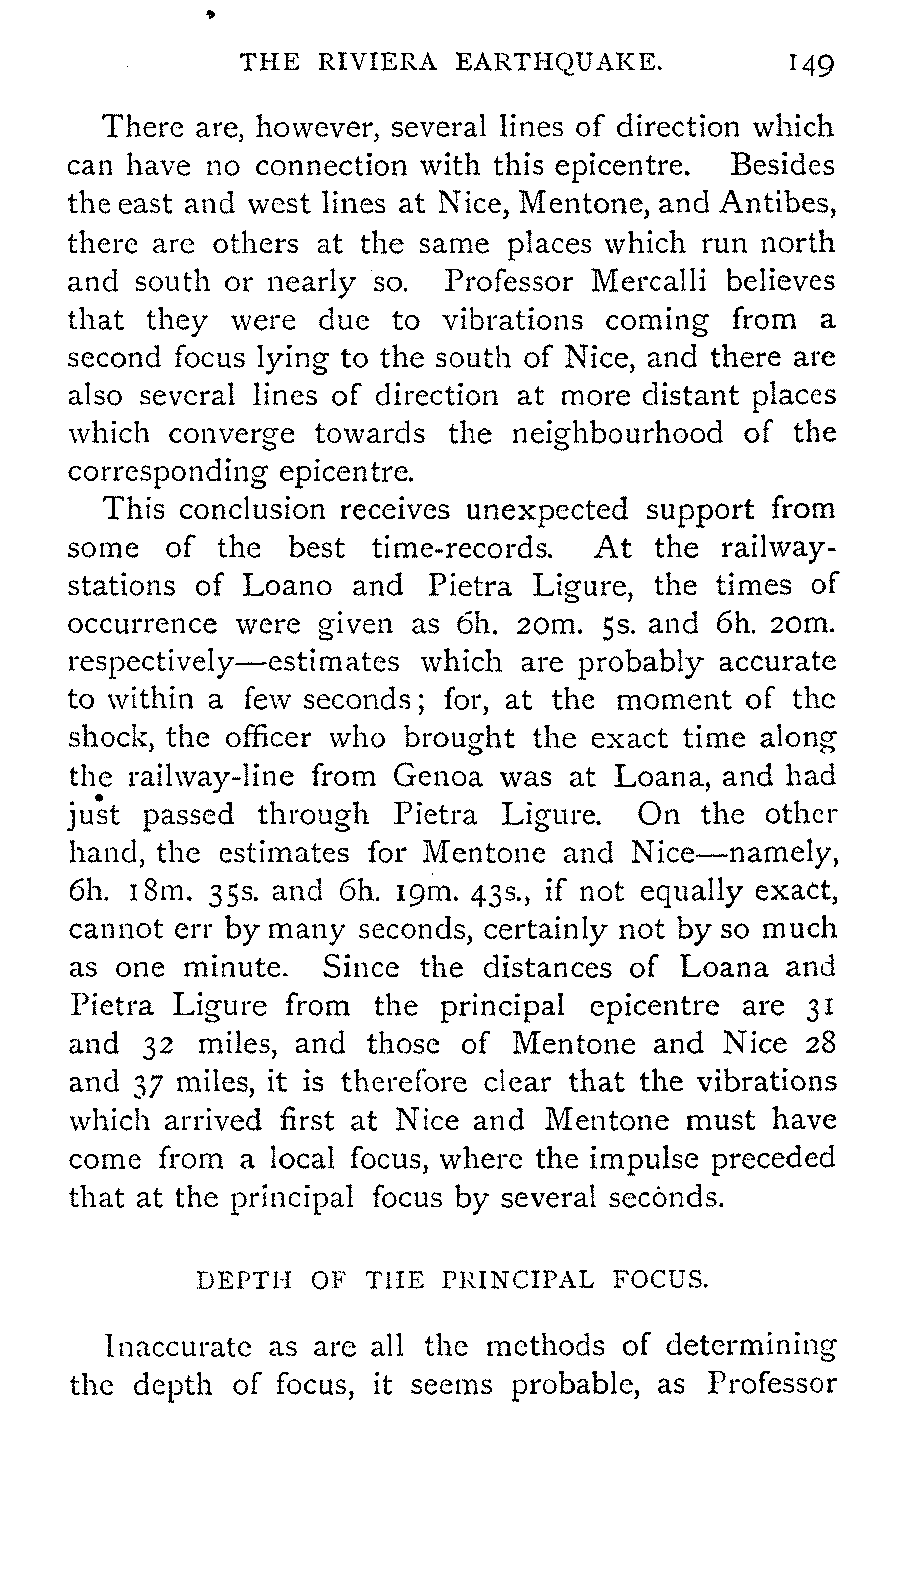 THE RIVIERA EARTHQUAKE. 149
There are, however, several lines of direction which
can have no connection with this epicentre. Besides
the east and west lines at Nice, Mentone, and Antibes,
there are others at the same places which run north
and south or nearly so. Professor Mercalli believes
that they were due to vibrations coming from a
second focus lying to the south of Nice, and there are
also several lines of direction at more distant places
which converge towards the neighbourhood of the
corresponding epicentre.
This conclusion receives unexpected support from
some of the best time-records. At the railway-
stations of Loano and Pietra Ligure, the times of
occurrence were given as 6h. 20m. 5s. and 6h. 20m.
respectively—estimates which are probably accurate
to within a few seconds; for, at the moment of the
shock, the officer who brought the exact time along
the railway-line from Genoa was at Loana, and had
just passed through Pietra Ligure. On the other
hand, the estimates for Mentone and Nice—namely,
6h. 18m. 35s. and 6h. 19m. 43s., if not equally exact,
cannot err by many seconds, certainly not by so much
as one minute. Since the distances of Loana and
Pietra Ligure from the principal epicentre are 31
and 32 miles, and those of Mentone and Nice 28
and 37 miles, it is therefore clear that the vibrations
which arrived first at Nice and Mentone must have
come from a local focus, where the impulse preceded
that at the principal focus by several seconds.
DEPTH OF THE PRINCIPAL FOCUS.
Inaccurate as are all the methods of determining
the depth of focus, it seems probable, as Professor